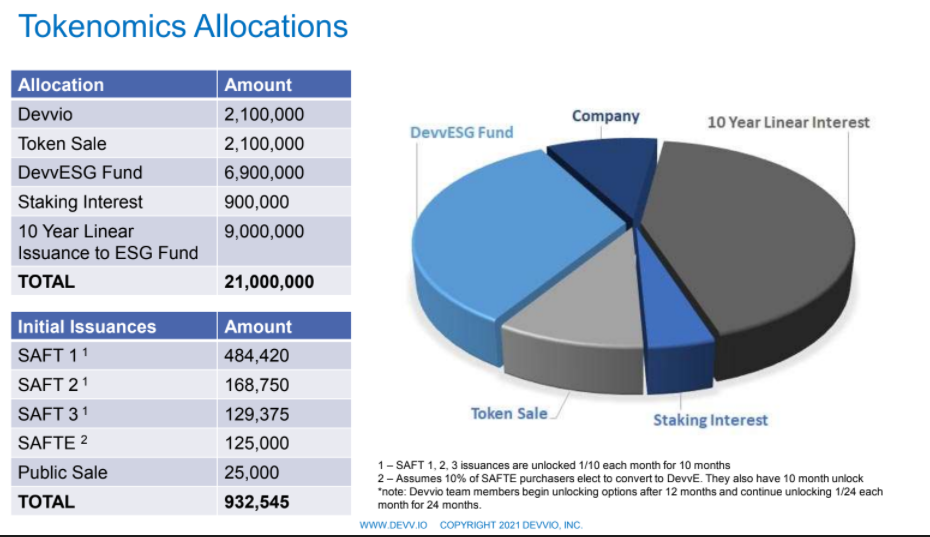 Tokenomics Allocations
Allocation Amount
Devvio 2,100,000
Token Sale 2,100,000
DevvESG Fund 6,900,000
Staking Interest 900,000
10 Year Linear 9,000,000
Issuance to ESG Fund
TOTAL 21,000,000
Initial Issuances Amount
SAFT 1 ¹ 484,420
SAFT 2 ¹ 168,750
SAFT 3 ¹ 129,375
SAFTE ² 125,000
Public Sale 25,000
TOTAL 932,545
Company
DevvESG Fund
10 Year Linear Interest
Token Sale
Staking Interest
1 – SAFT 1, 2, 3 issuances are unlocked 1/10 each month for 10 months
2 – Assumes 10% of SAFTE purchasers elect to convert to DevvE. They also have 10 month unlock
*note: Devvio team members begin unlocking options after 12 months and continue unlocking 1/24 each
month for 24 months.
WWW.DEVV.IO COPYRIGHT 2021 DEVVIO, INC.